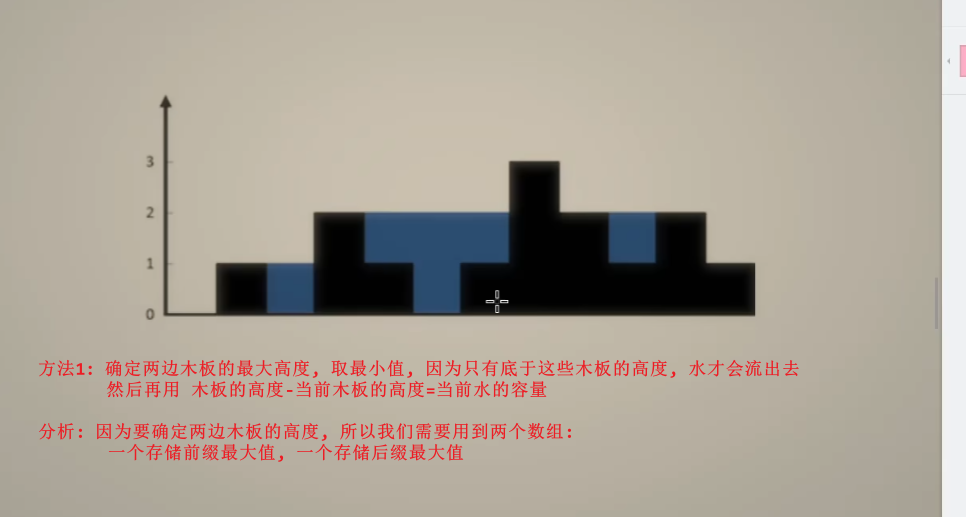 3
2
1
0
方法1: 确定两边木板的最大高度, 取最小值, 因为只有底于这些木板的高度, 水才会流出去
然后再用 木板的高度-当前木板的高度=当前水的容量
分析: 因为要确定两边木板的高度, 所以我们需要用到两个数组:
一个存储前缀最大值, 一个存储后缀最大值